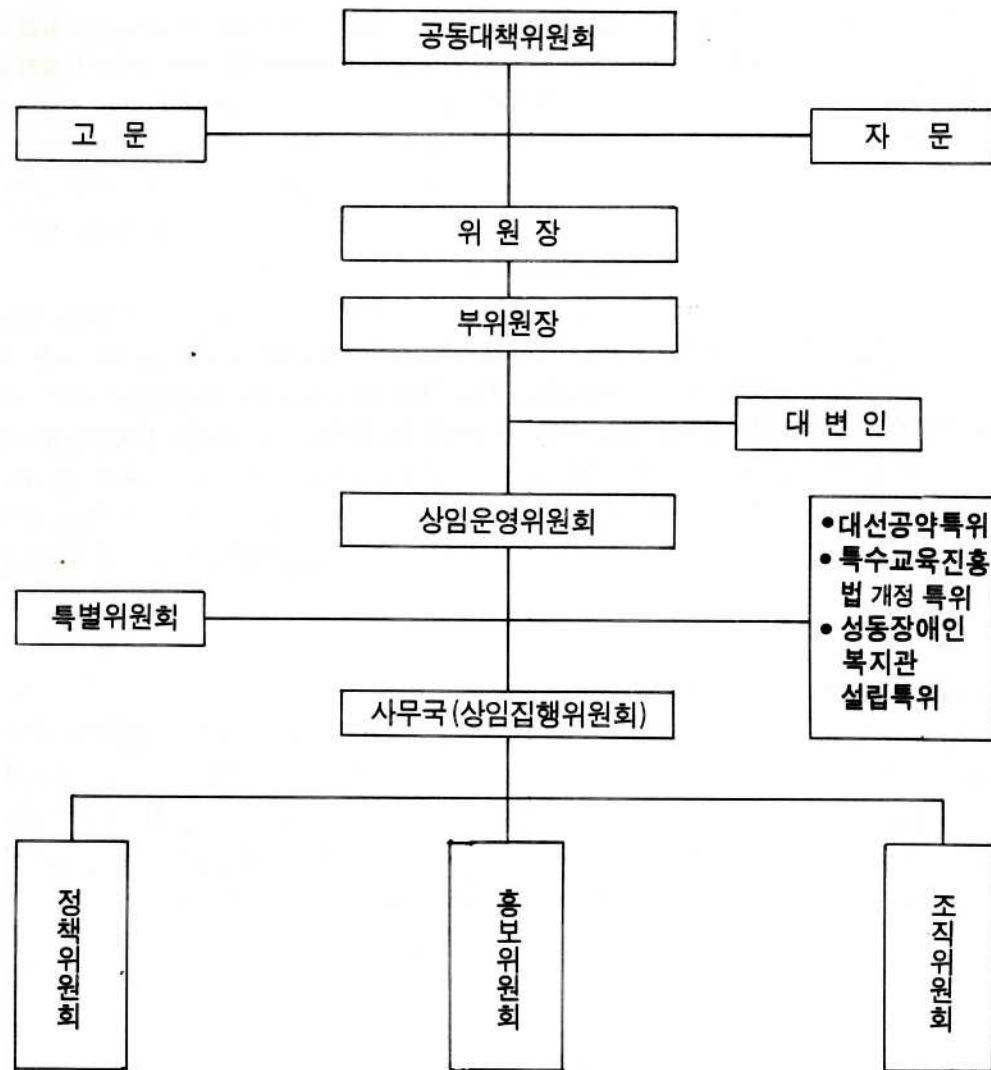 공동대책위원회
고 문
자 문
위 원 장
부위원장
대 변 인
상임운영위원회
• 대선공약특위
• 특수교육진흥
법 개정 특위
• 성동장애인
복지관
설립특위
특별위원회
사무국 (상임집행위원회)
정책위원회
홍보위원회
조직위원회